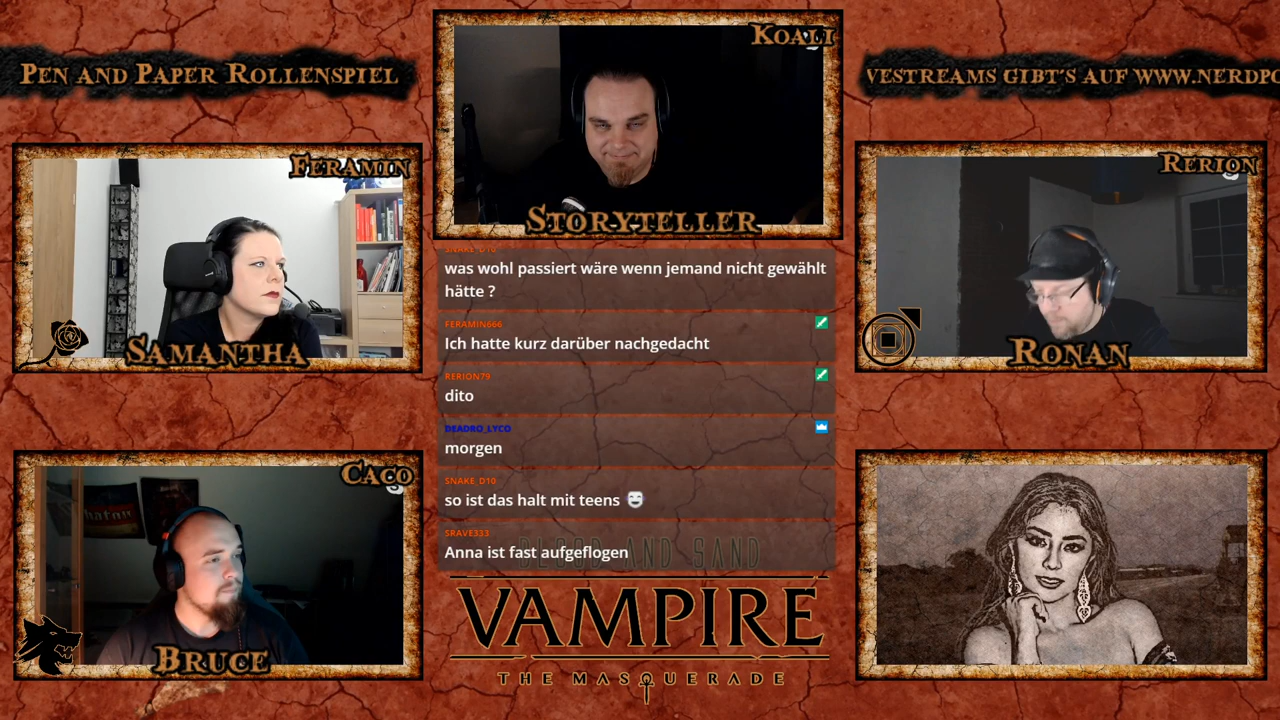 PEN AND PAPER ROLLENSPIEL
KOALI
VESTREAMS GIBT'S AUF WWW.NERDPO
FERAMIN
STORYTELLER
RERION
SAMANTHA
RONAN
SNAKE_D10
was wohl passiert wäre wenn jemand nicht gewählt
hätte ?
FERAMIN666
Ich hatte kurz darüber nachgedacht
RERION79
dito
DEADRO_LYCO
morgen
SNAKE_D10
so ist das halt mit teens
SRAVE333
Anna ist fast aufgeflogen
BLOOD AND SAND
VAMPIRE
THE MASQUERADE
CACO
BRUCE